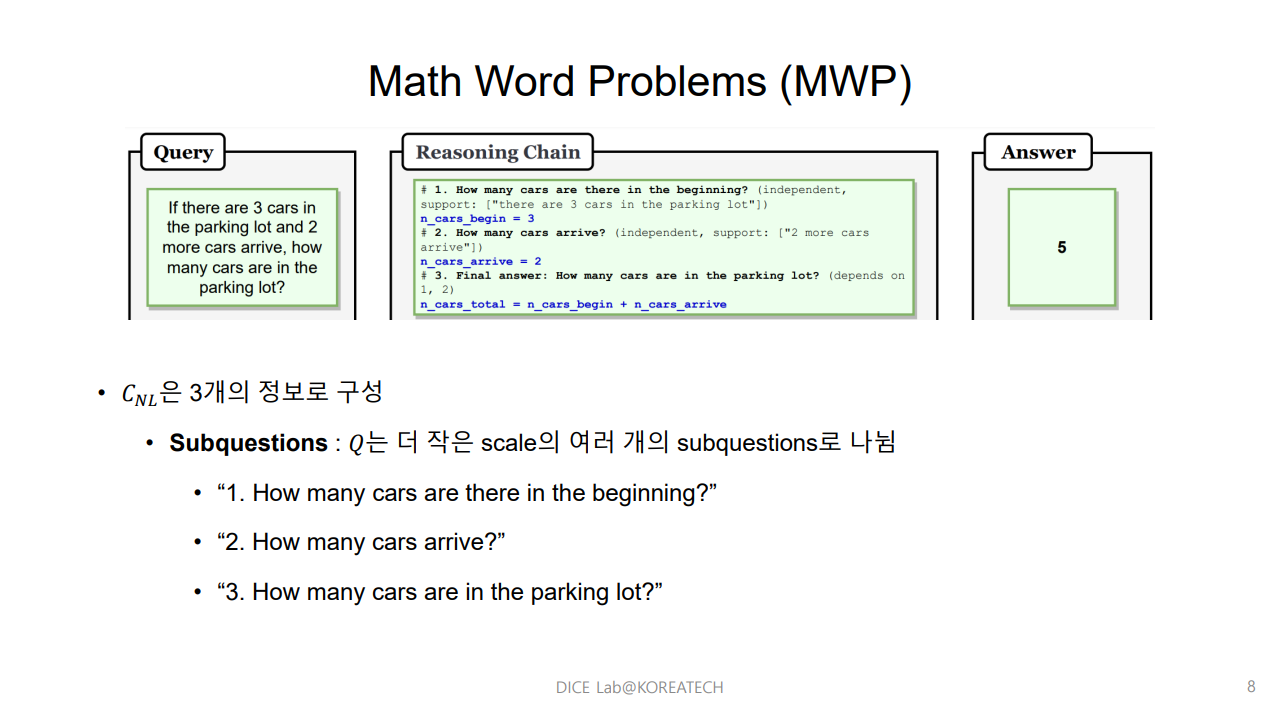 Math Word Problems (MWP)
Query
If there are 3 cars in
the parking lot and 2
more cars arrive, how
many cars are in the
parking lot?
Reasoning Chain
# 1. How many cars are there in the beginning? (independent,
support: ["there are 3 cars in the parking lot"])
n_cars_begin = 3
# 2. How many cars arrive? (independent, support: ["2 more cars
arrive"])
n_cars_arrive = 2
# 3. Final answer: How many cars are in the parking lot? (depends on
1, 2)
n_cars_total = n_cars_begin + n_cars_arrive
Answer
5
• C_NL은 3개의 정보로 구성
• Subquestions : Q는 더 작은 scale의 여러 개의 subquestions로 나뉨
• “1. How many cars are there in the beginning?”
• “2. How many cars arrive?”
• “3. How many cars are in the parking lot?”
DICE Lab@KOREATECH
8